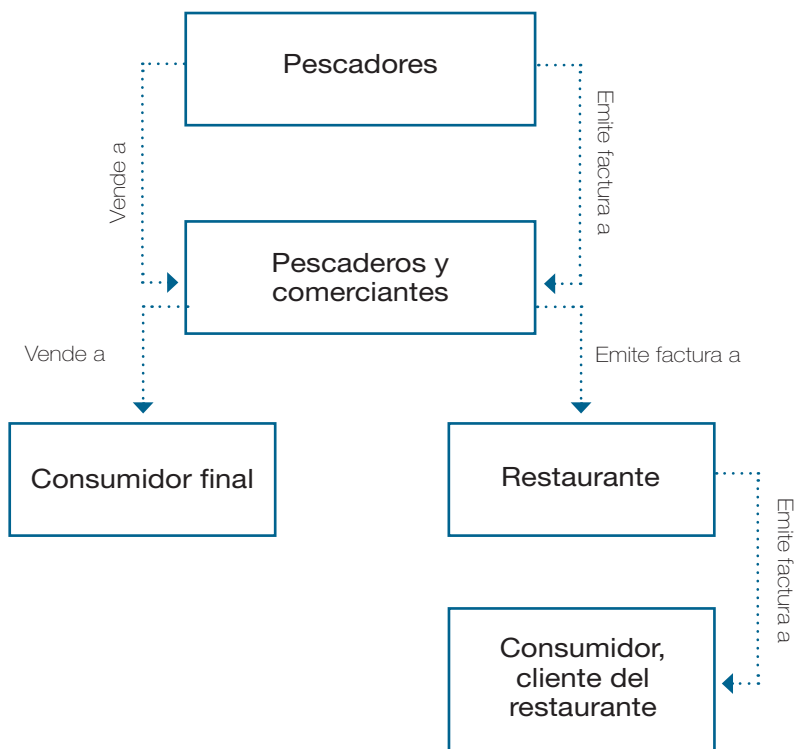 Pescadores
Vende a
Emite factura a
Pescaderos y
comerciantes
Vende a
Emite factura a
Consumidor final
Restaurante
Emite factura a
Consumidor,
cliente del
restaurante